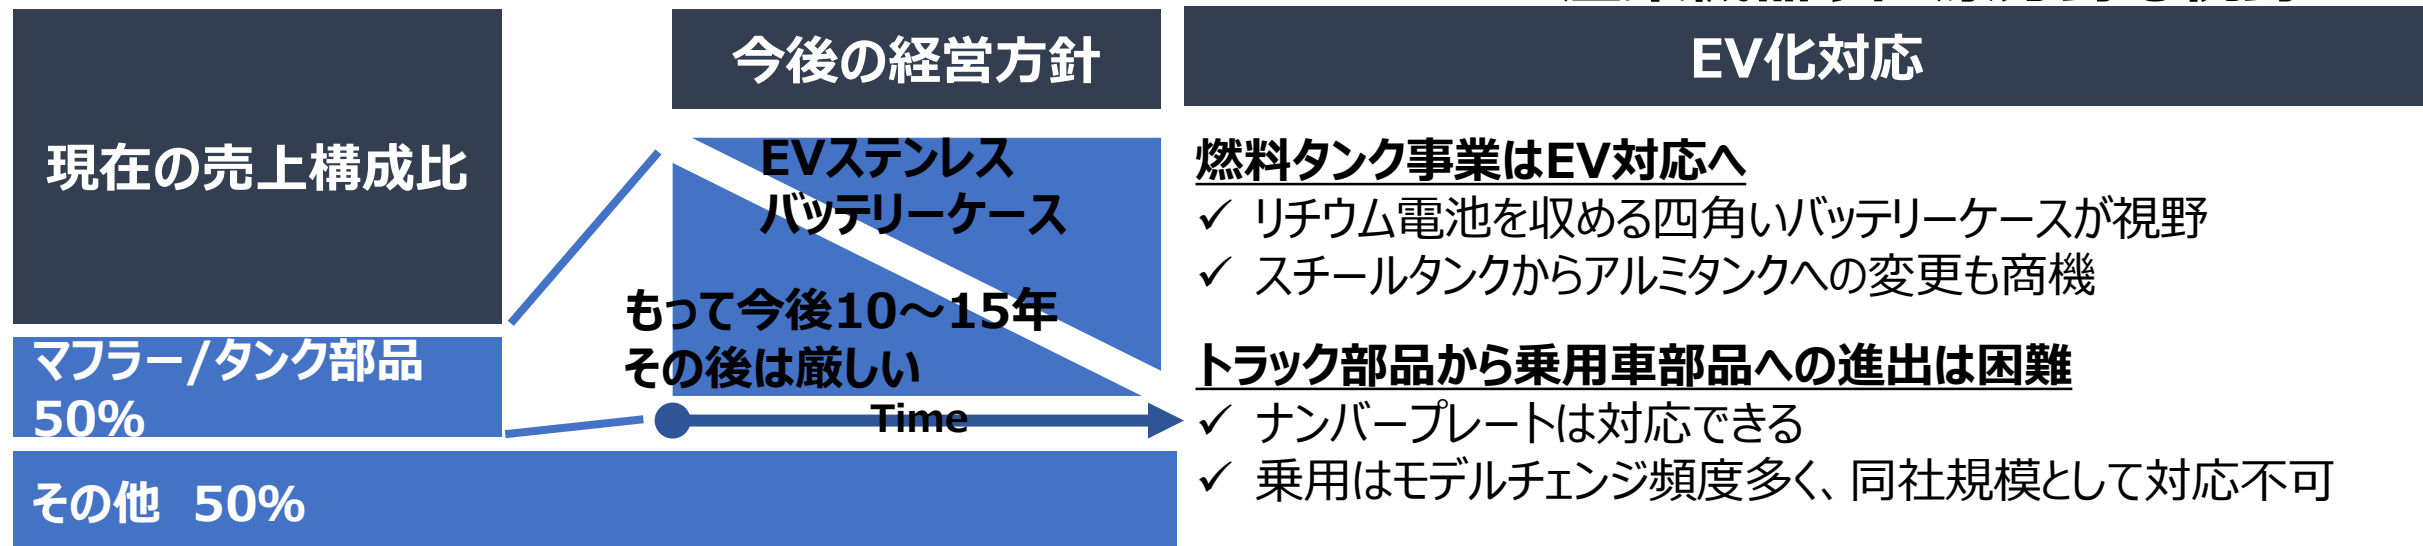 現在の売上構成比
マフラー/タンク部品
50%
その他 50%
今後の経営方針
EVステンレス
バッテリーケース
もって今後10～15年
その後は厳しい
Time
EV化対応
燃料タンク事業はEV対応へ
✓ リチウム電池を収める四角いバッテリーケースが視野
✓ スチールタンクからアルミタンクへの変更も商機
トラック部品から乗用車部品への進出は困難
✓ ナンバープレートは対応できる
✓ 乗用はモデルチェンジ頻度多く、同社規模として対応不可